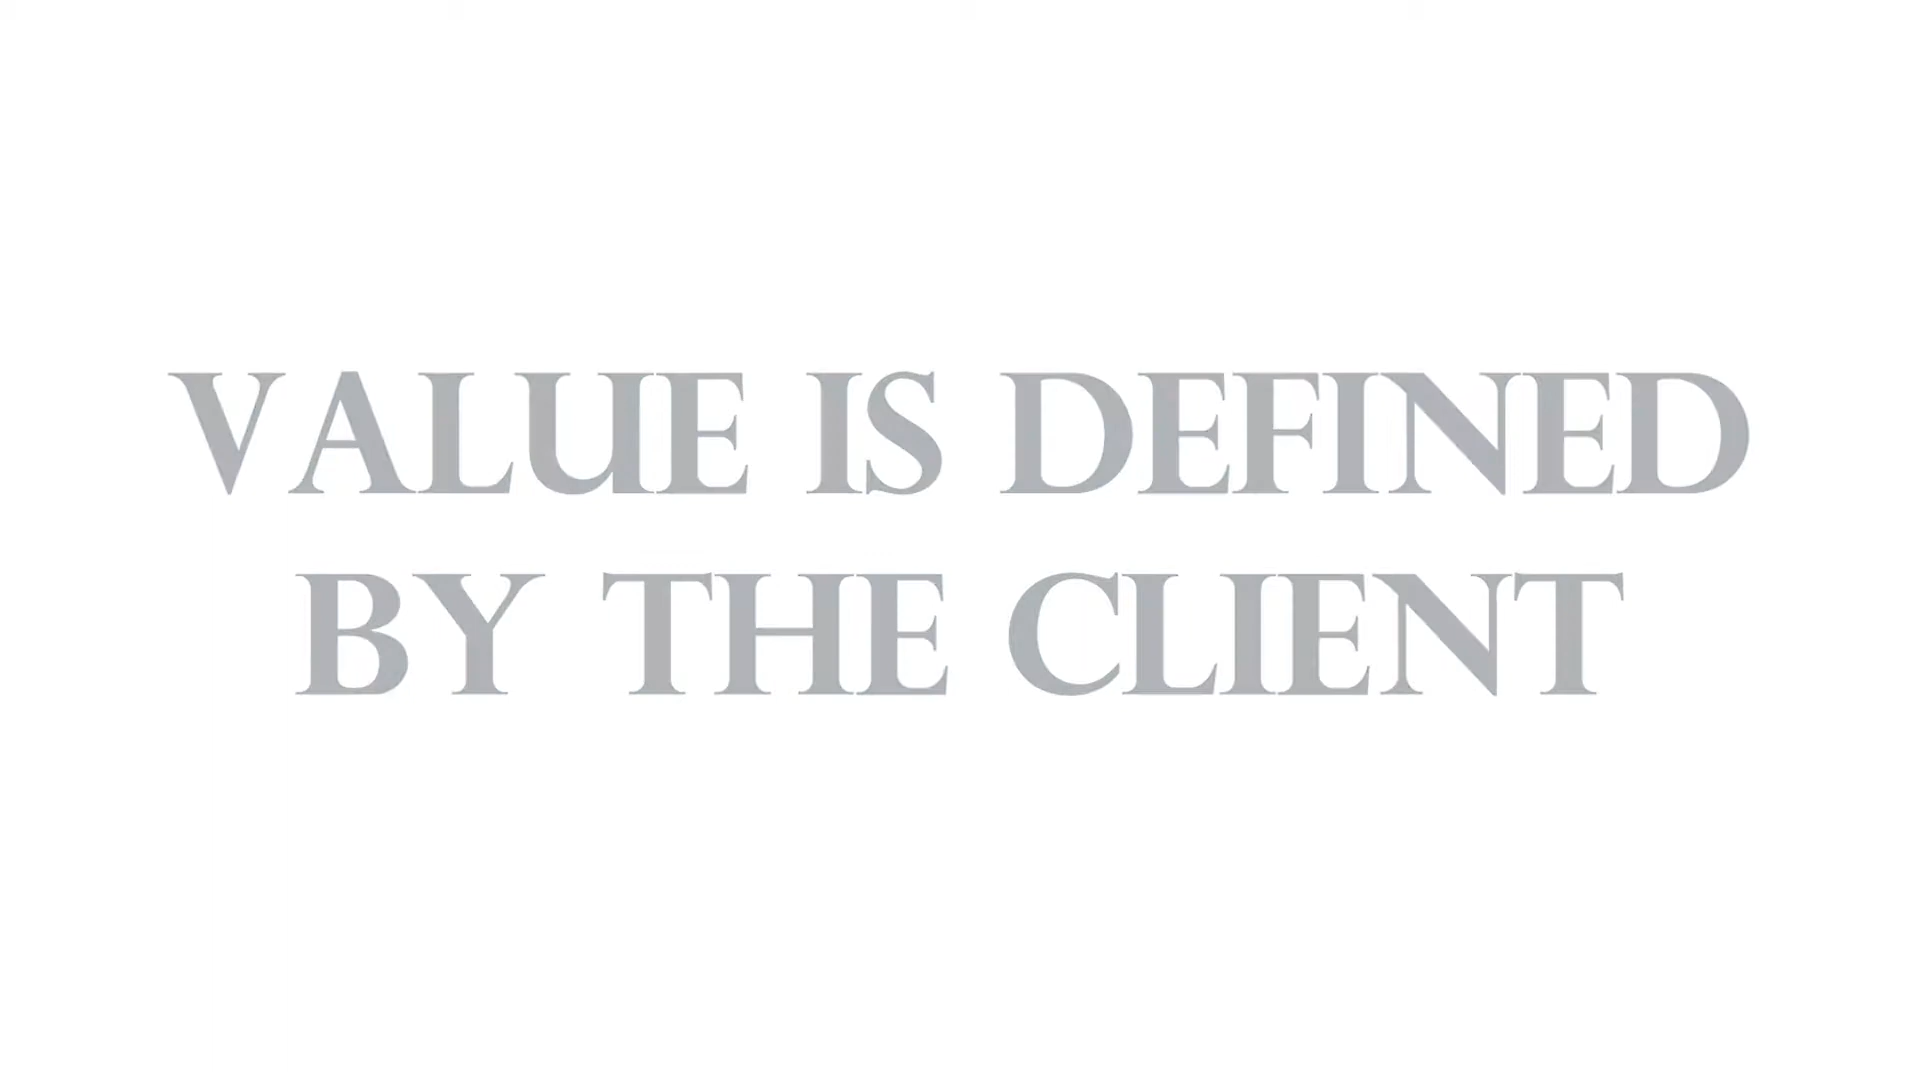 VALUE IS DEFINED
BY THE CLIENT